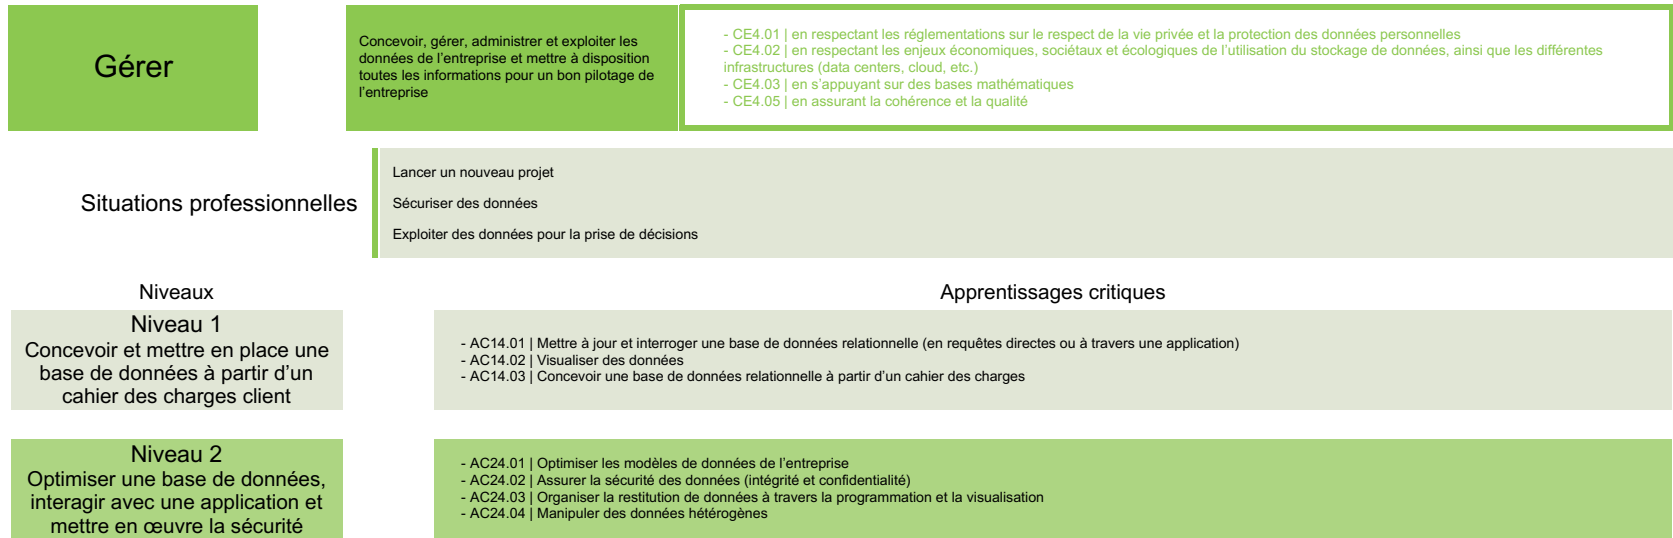 Gérer
Concevoir, gérer, administrer et exploiter les
données de l'entreprise et mettre à disposition
toutes les informations pour un bon pilotage de
l'entreprise
- CE4.01 | en respectant les réglementations sur le respect de la vie privée et la protection des données personnelles
- CE4.02 | en respectant les enjeux économiques, sociétaux et écologiques de l'utilisation du stockage de données, ainsi que les différentes
infrastructures (data centers, cloud, etc.)
- CE4.03 | en s'appuyant sur des bases mathématiques
- CE4.05 | en assurant la cohérence et la qualité
Situations professionnelles
Lancer un nouveau projet
Sécuriser des données
Exploiter des données pour la prise de décisions
Niveaux
Apprentissages critiques
Niveau 1
Concevoir et mettre en place une
base de données à partir d'un
cahier des charges client
- AC14.01 | Mettre à jour et interroger une base de données relationnelle (en requêtes directes ou à travers une application)
- AC14.02 | Visualiser des données
- AC14.03 | Concevoir une base de données relationnelle à partir d'un cahier des charges
Niveau 2
Optimiser une base de données,
interagir avec une application et
mettre en œuvre la sécurité
- AC24.01 | Optimiser les modèles de données de l'entreprise
- AC24.02 | Assurer la sécurité des données (intégrité et confidentialité)
- AC24.03 | Organiser la restitution de données à travers la programmation et la visualisation
- AC24.04 | Manipuler des données hétérogènes